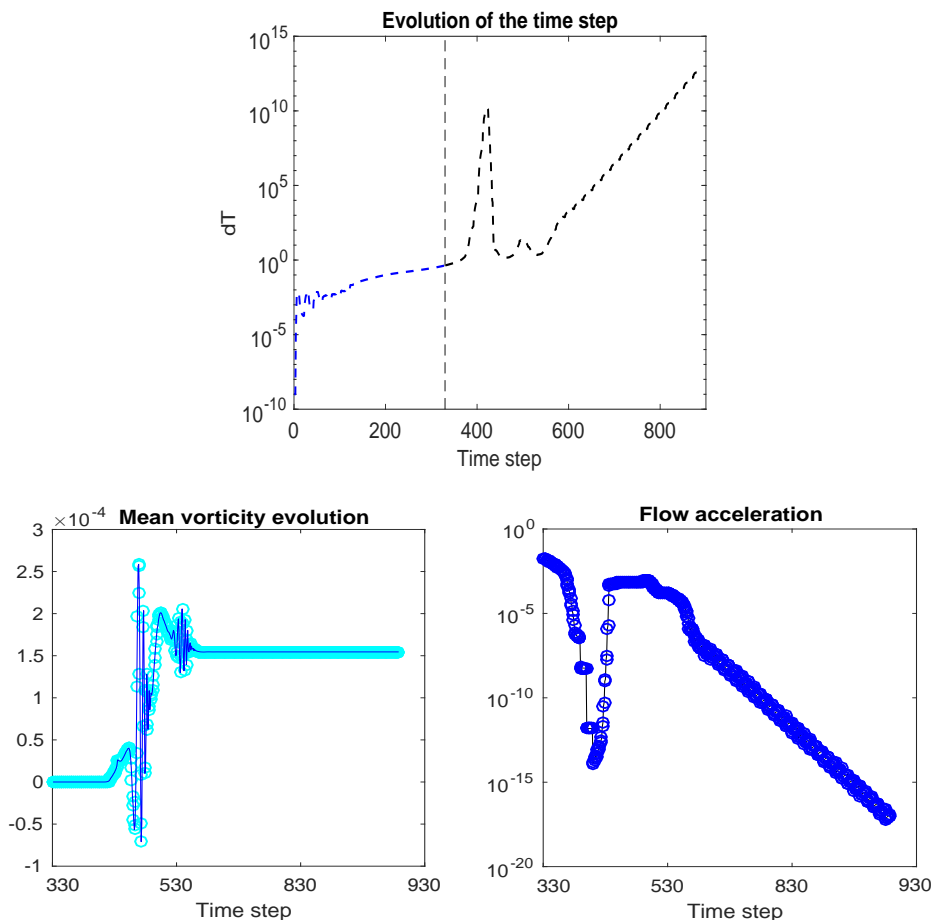 Evolution of the time step
10^15
10^10
10^5
10^0
10^-5
10^-10
dT
0 200 400 600 800
Time step
×10^-4
Mean vorticity evolution
3
2.5
2
1.5
1
0.5
0
-0.5
-1
330 530 830 930
Time step
Flow acceleration
10^0
10^-5
10^-10
10^-15
10^-20
330 530 830 930
Time step